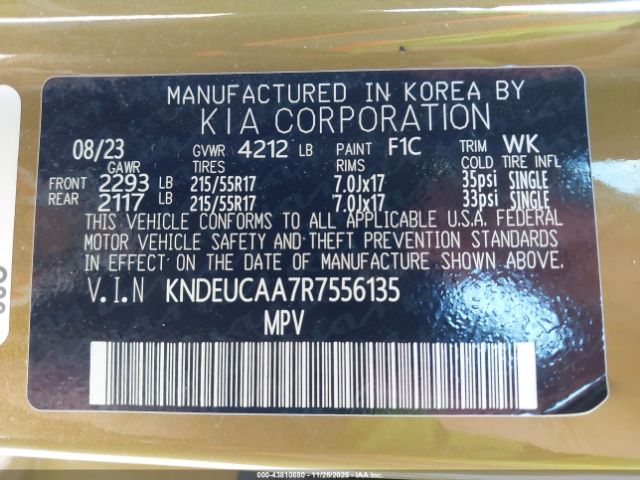 MANUFACTURED IN KOREA BY
KIA CORPORATION
08/23 GVWR 4212 LB PAINT F1C TRIM WK
GAWR TIRES RIMS COLD TIRE INFL
FRONT 2293 LB 215/55R17 7.0Jx17 35psi SINGLE
REAR 2117 LB 215/55R17 7.0Jx17 33psi SINGLE
THIS VEHICLE CONFORMS TO ALL APPLICABLE U.S.A. FEDERAL
MOTOR VEHICLE SAFETY AND THEFT PREVENTION STANDARDS
IN EFFECT ON THE DATE OF MANUFACTURE SHOWN ABOVE.
V.I.N KNDEUCAA7R7556135
MPV
© 000-43810880 - 11/28/2025 - IAA Inc.